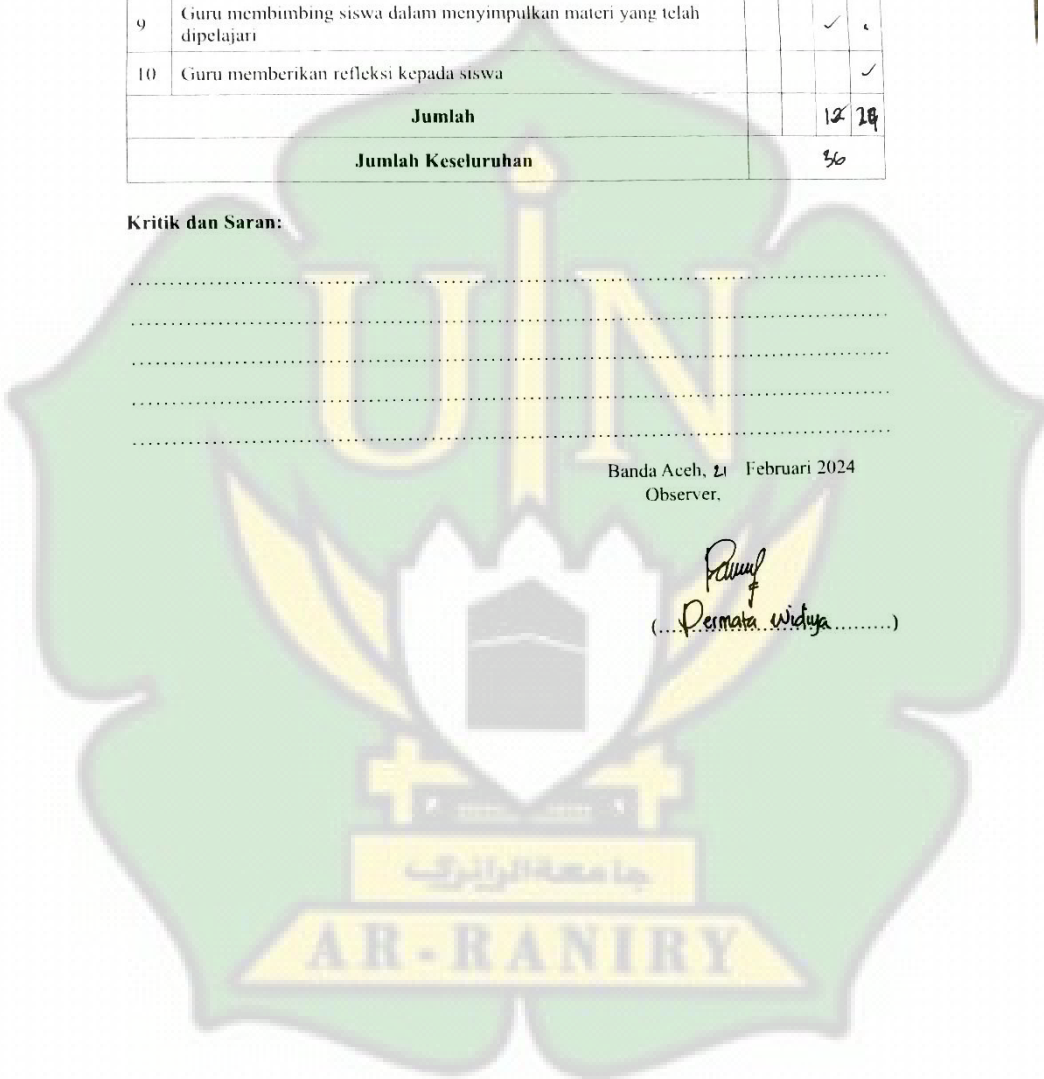 9 Guru membimbing siswa dalam menyimpulkan materi yang telah
dipelajari ✓
10 Guru memberikan refleksi kepada siswa ✓
Jumlah 12 24
Jumlah Keseluruhan 36
Kritik dan Saran:
Banda Aceh, 21 Februari 2024
Observer,
(....Permata Widya.........)
UIN
جامعة الرانري
AR-RANIRY